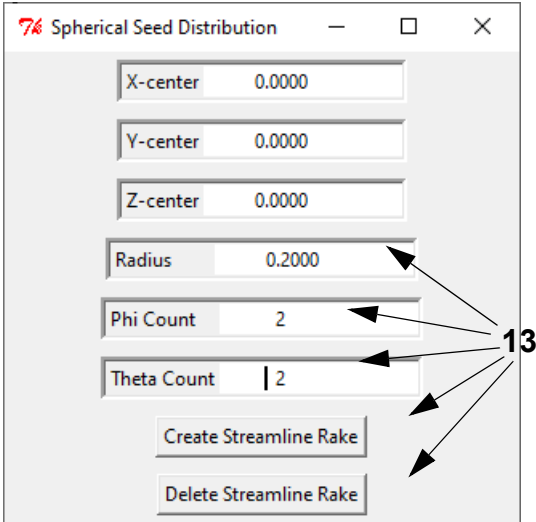 Tk Spherical Seed Distribution
X-center 0.0000
Y-center 0.0000
Z-center 0.0000
Radius 0.2000
Phi Count 2
13
Theta Count 2
Create Streamline Rake
Delete Streamline Rake